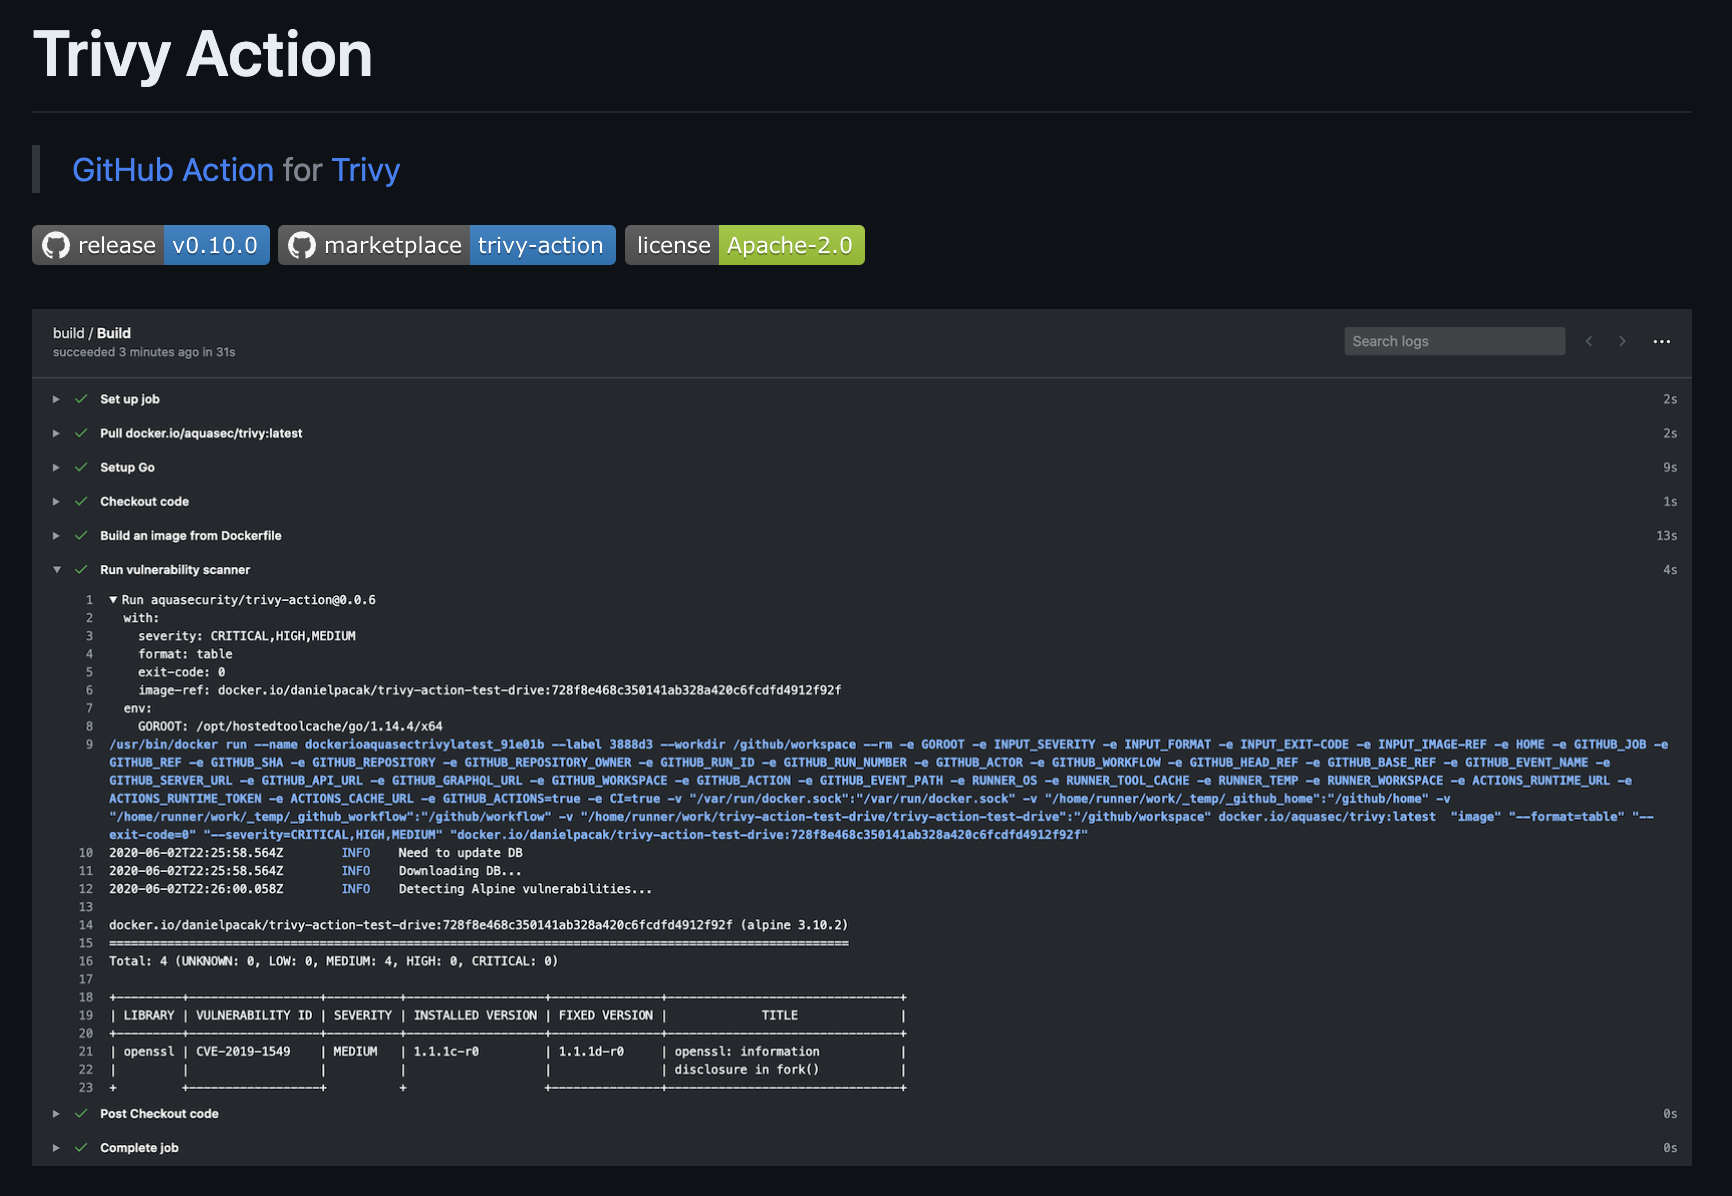 Trivy Action
GitHub Action for Trivy
release v0.10.0 marketplace trivy-action license Apache-2.0
build / Build
succeeded 3 minutes ago in 31s
Search logs
Set up job 2s
Pull docker.io/aquasec/trivy:latest 2s
Setup Go 9s
Checkout code 1s
Build an image from Dockerfile 13s
Run vulnerability scanner 4s
1 ▼ Run aquasecurity/trivy-action@0.0.6
2 with:
3 severity: CRITICAL,HIGH,MEDIUM
4 format: table
5 exit-code: 0
6 image-ref: docker.io/danielpacak/trivy-action-test-drive:728f8e468c350141ab328a420c6fcdfd4912f92f
7 env:
8 GOROOT: /opt/hostedtoolcache/go/1.14.4/x64
9 /usr/bin/docker run --name dockerioaquasectrivylatest_91e01b --label 3888d3 --workdir /github/workspace --rm -e GOROOT -e INPUT_SEVERITY -e INPUT_FORMAT -e INPUT_EXIT-CODE -e INPUT_IMAGE-REF -e HOME -e GITHUB_JOB -e
GITHUB_REF -e GITHUB_SHA -e GITHUB_REPOSITORY -e GITHUB_REPOSITORY_OWNER -e GITHUB_RUN_ID -e GITHUB_RUN_NUMBER -e GITHUB_ACTOR -e GITHUB_WORKFLOW -e GITHUB_HEAD_REF -e GITHUB_BASE_REF -e GITHUB_EVENT_NAME -e
GITHUB_SERVER_URL -e GITHUB_API_URL -e GITHUB_GRAPHQL_URL -e GITHUB_WORKSPACE -e GITHUB_ACTION -e GITHUB_EVENT_PATH -e RUNNER_OS -e RUNNER_TOOL_CACHE -e RUNNER_TEMP -e RUNNER_WORKSPACE -e ACTIONS_RUNTIME_URL -e
ACTIONS_RUNTIME_TOKEN -e ACTIONS_CACHE_URL -e GITHUB_ACTIONS=true -e CI=true -v "/var/run/docker.sock":"/var/run/docker.sock" -v "/home/runner/work/_temp/_github_home":"/github/home" -v
"/home/runner/work/_temp/_github_workflow":"/github/workflow" -v "/home/runner/work/trivy-action-test-drive/trivy-action-test-drive":"/github/workspace" docker.io/aquasec/trivy:latest "image" "--format=table" "--
exit-code=0" "--severity=CRITICAL,HIGH,MEDIUM" "docker.io/danielpacak/trivy-action-test-drive:728f8e468c350141ab328a420c6fcdfd4912f92f"
10 2020-06-02T22:25:58.564Z INFO Need to update DB
11 2020-06-02T22:25:58.564Z INFO Downloading DB...
12 2020-06-02T22:26:00.058Z INFO Detecting Alpine vulnerabilities...
13
14 docker.io/danielpacak/trivy-action-test-drive:728f8e468c350141ab328a420c6fcdfd4912f92f (alpine 3.10.2)
15 ======================================================================================================
16 Total: 4 (UNKNOWN: 0, LOW: 0, MEDIUM: 4, HIGH: 0, CRITICAL: 0)
17
18 +---------+------------------+----------+-------------------+---------------+--------------------------------+
19 | LIBRARY | VULNERABILITY ID | SEVERITY | INSTALLED VERSION | FIXED VERSION |             TITLE              |
20 +---------+------------------+----------+-------------------+---------------+--------------------------------+
21 | openssl | CVE-2019-1549    | MEDIUM   | 1.1.1c-r0         | 1.1.1d-r0     | openssl: information           |
22 |         |                  |          |                   |               | disclosure in fork()           |
23 +         +------------------+          +                   +---------------+--------------------------------+
Post Checkout code 0s
Complete job 0s